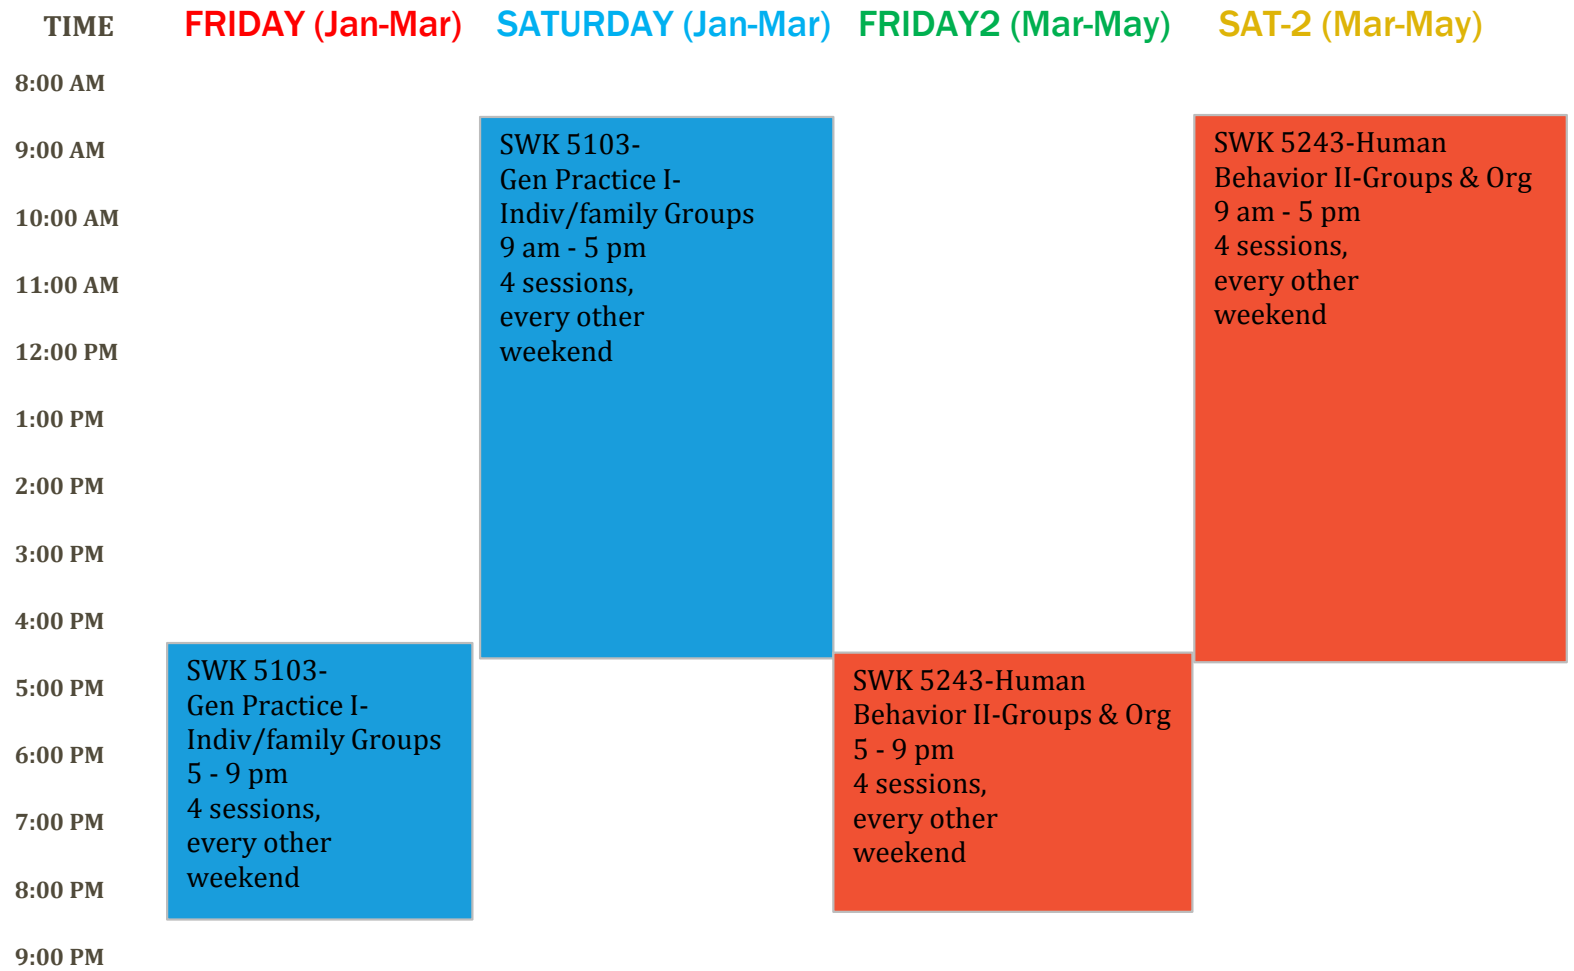 TIME
FRIDAY (Jan-Mar)
SATURDAY (Jan-Mar)
FRIDAY2 (Mar-May)
SAT-2 (Mar-May)
8:00 AM
9:00 AM
10:00 AM
11:00 AM
12:00 PM
1:00 PM
2:00 PM
3:00 PM
4:00 PM
5:00 PM
6:00 PM
7:00 PM
8:00 PM
9:00 PM
SWK 5103-
Gen Practice I-
Indiv/family Groups
5 - 9 pm
4 sessions,
every other
weekend
SWK 5103-
Gen Practice I-
Indiv/family Groups
9 am - 5 pm
4 sessions,
every other
weekend
SWK 5243-Human
Behavior II-Groups & Org
5 - 9 pm
4 sessions,
every other
weekend
SWK 5243-Human
Behavior II-Groups & Org
9 am - 5 pm
4 sessions,
every other
weekend